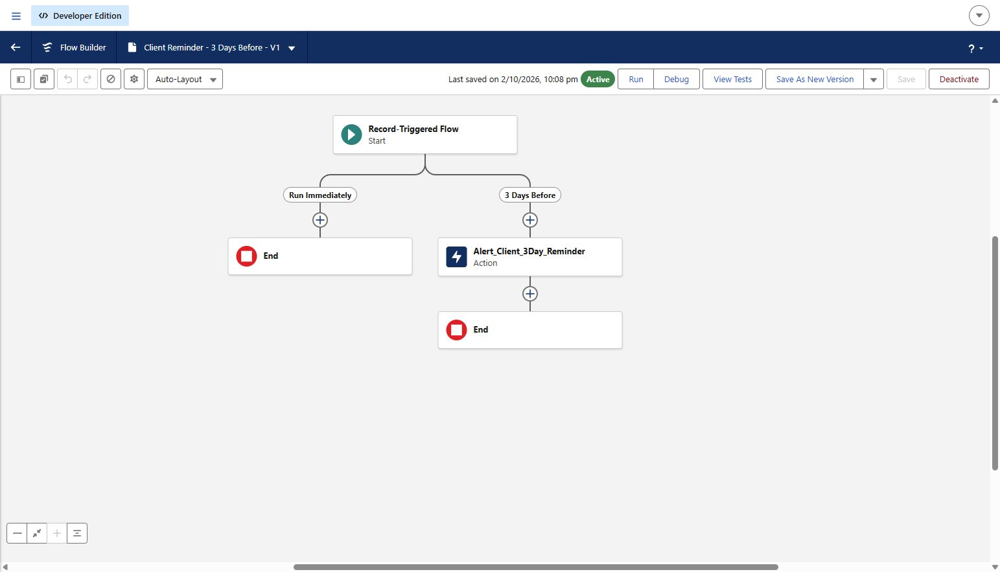 Developer Edition
Flow Builder
Client Reminder - 3 Days Before - V1
?
Auto-Layout
Last saved on 2/10/2026, 10:08 pm
Active
Run
Debug
View Tests
Save As New Version
Save
Deactivate
Record-Triggered Flow
Start
Run Immediately
3 Days Before
End
Alert_Client_3Day_Reminder
Action
End